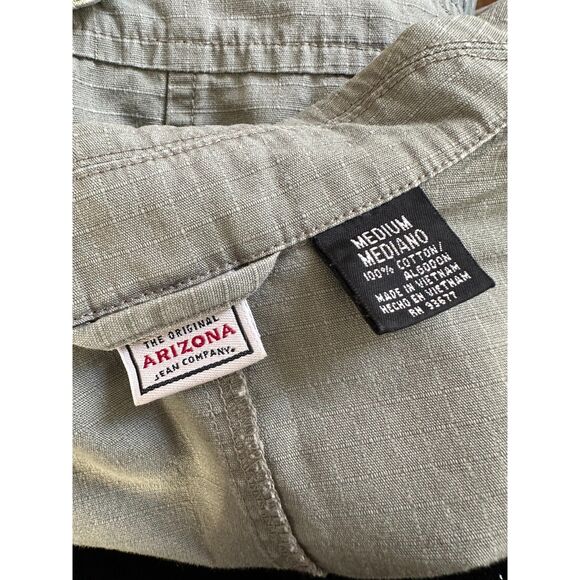 MEDIUM
MEDIANO
100% COTTON/
ALGODON
MADE IN VIETNAM
HECHO EN VIETNAM
RN 93677
THE ORIGINAL
ARIZONA
JEAN COMPANY®